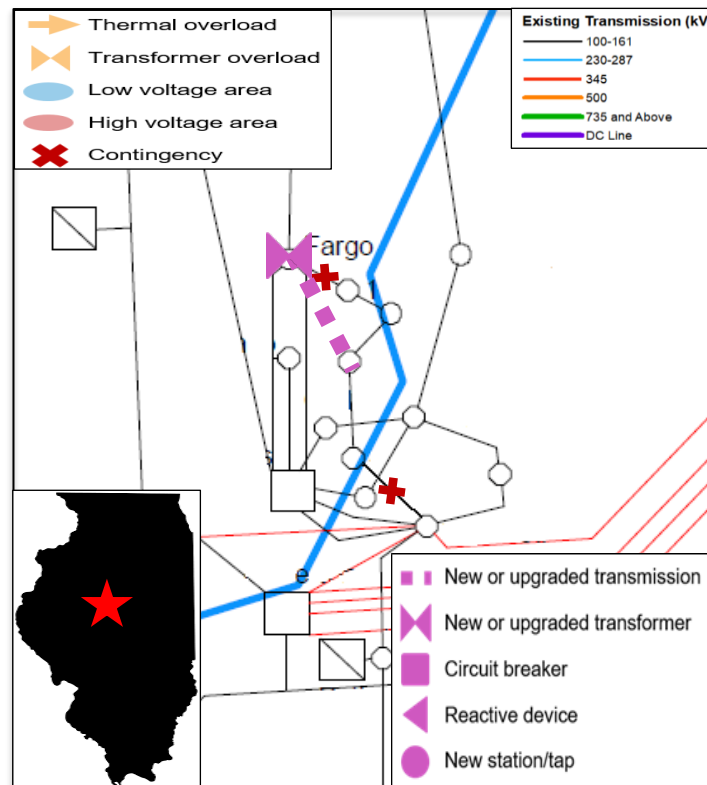 Thermal overload
Transformer overload
Low voltage area
High voltage area
Contingency
Existing Transmission (kV
100-161
230-287
345
500
735 and Above
DC Line
Fargo
e
New or upgraded transmission
New or upgraded transformer
Circuit breaker
Reactive device
New station/tap